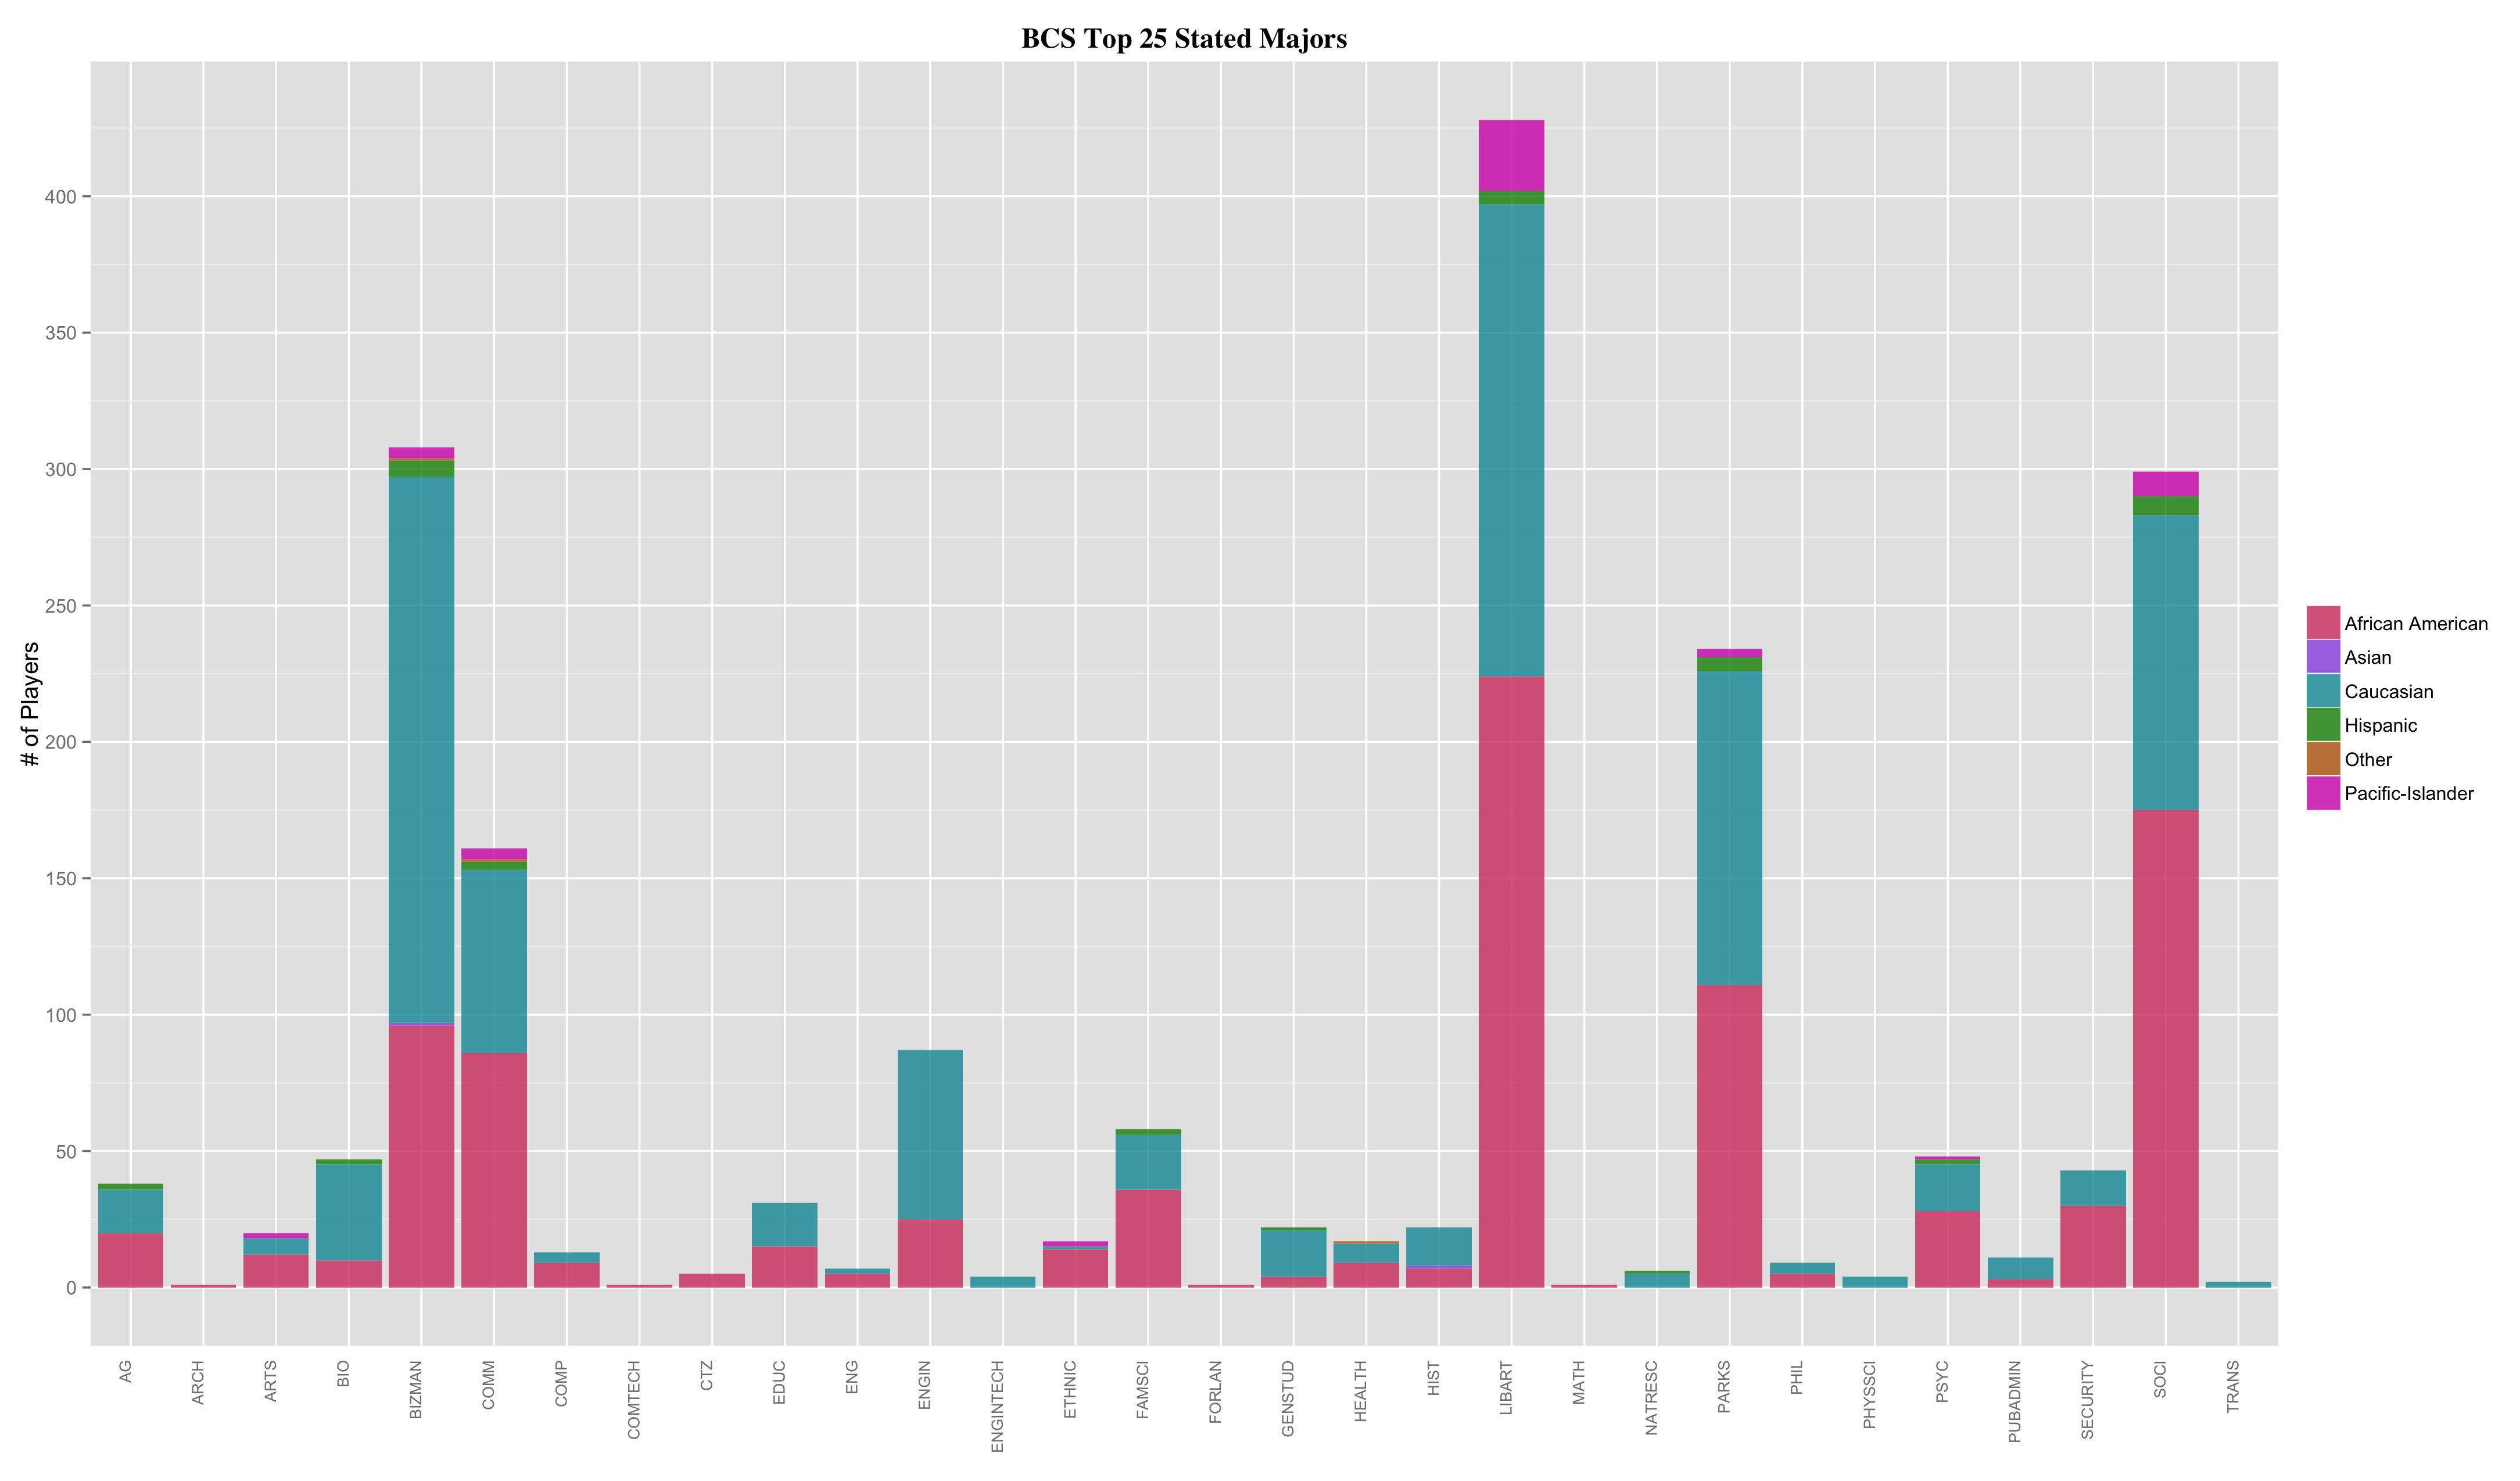 BCS Top 25 Stated Majors
# of Players
400
350
300
250
200
150
100
50
0
AG
ARCH
ARTS
BIO
BIZMAN
COMM
COMP
COMTECH
CTZ
EDUC
ENG
ENGIN
ENGINTECH
ETHNIC
FAMSCI
FORLAN
GENSTUD
HEALTH
HIST
LIBART
MATH
NATRESC
PARKS
PHIL
PHYSSCI
PSYC
PUBADMIN
SECURITY
SOCI
TRANS
African American
Asian
Caucasian
Hispanic
Other
Pacific-Islander